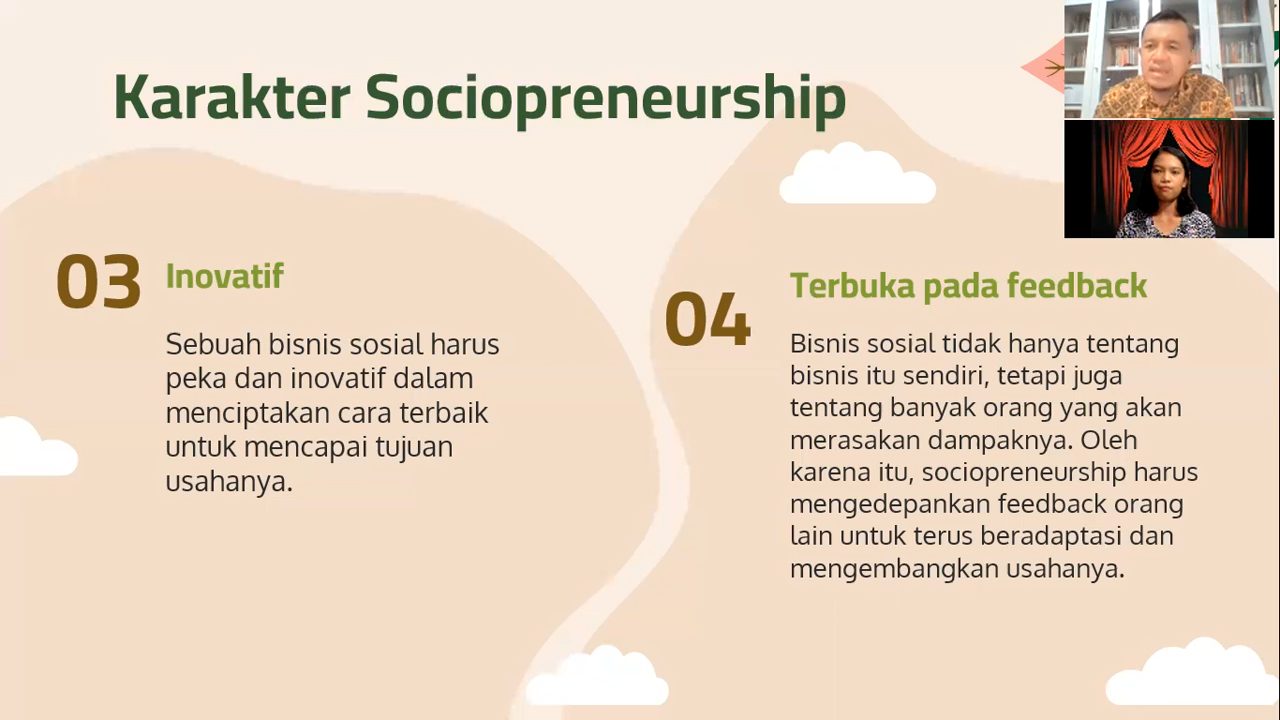 Karakter Sociopreneurship
03
Inovatif
Sebuah bisnis sosial harus
peka dan inovatif dalam
menciptakan cara terbaik
untuk mencapai tujuan
usahanya.
04
Terbuka pada feedback
Bisnis sosial tidak hanya tentang
bisnis itu sendiri, tetapi juga
tentang banyak orang yang akan
merasakan dampaknya. Oleh
karena itu, sociopreneurship harus
mengedepankan feedback orang
lain untuk terus beradaptasi dan
mengembangkan usahanya.